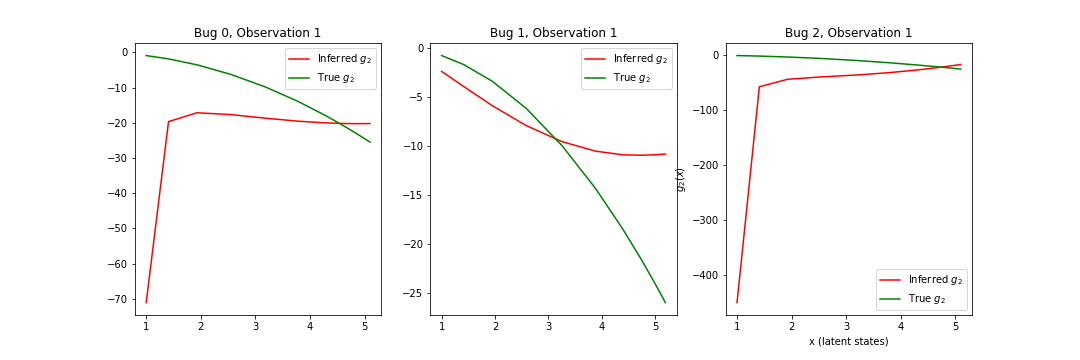 Bug 0, Observation 1
Inferred g₂
True g₂
0
−10
−20
−30
−40
−50
−60
−70
1 2 3 4 5
Bug 1, Observation 1
Inferred g₂
True g₂
0
−5
−10
−15
−20
−25
1 2 3 4 5
Bug 2, Observation 1
g₂(x)
0
−100
−200
−300
−400
Inferred g₂
True g₂
1 2 3 4 5
x (latent states)